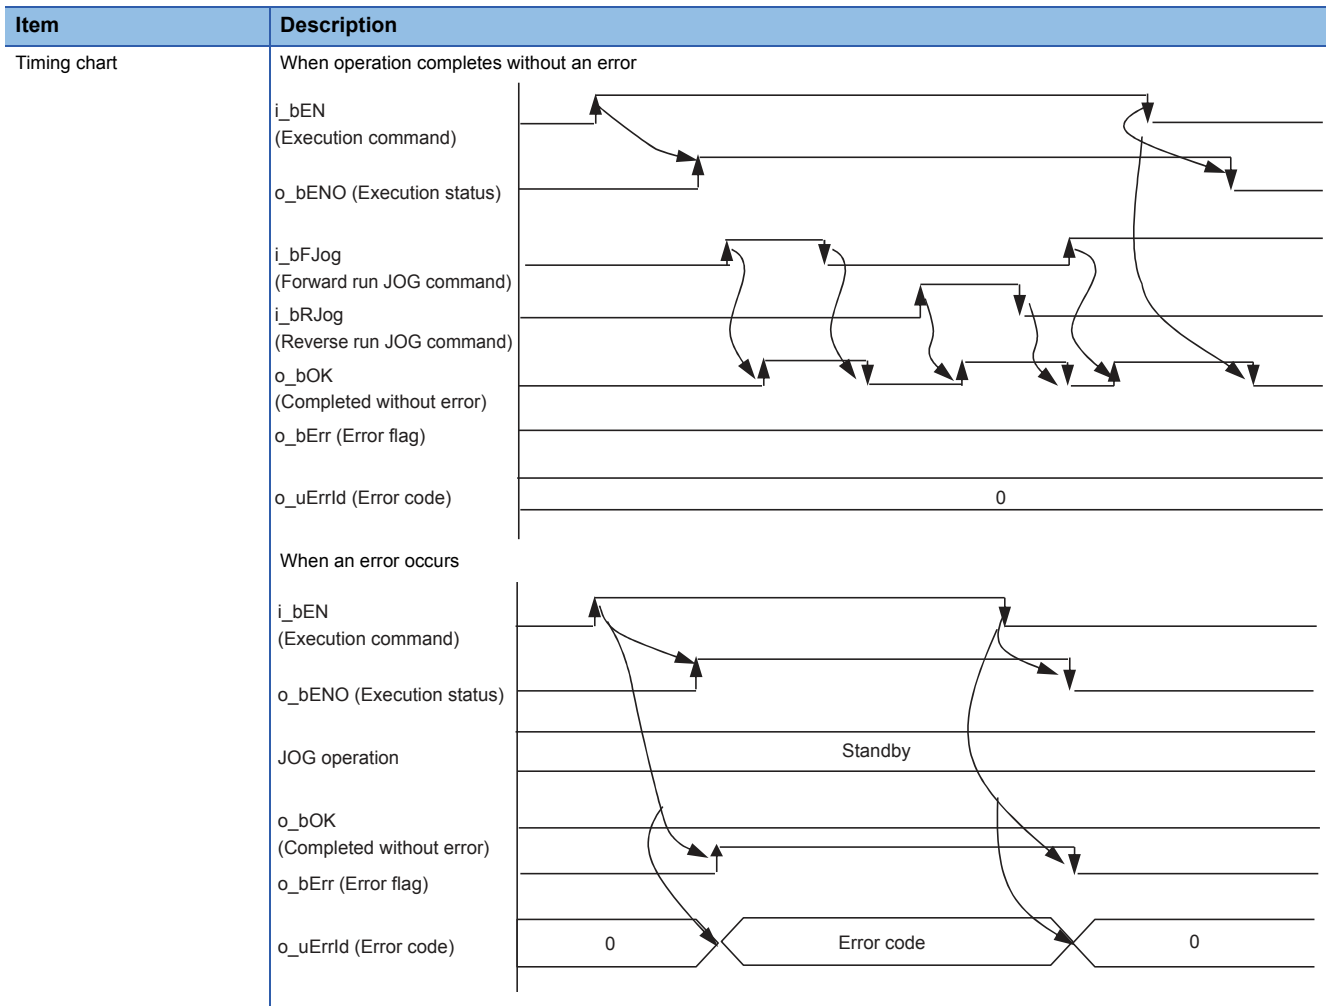 Item
Description
Timing chart
When operation completes without an error
i_bEN
(Execution command)
o_bENO (Execution status)
i_bFJog
(Forward run JOG command)
i_bRJog
(Reverse run JOG command)
o_bOK
(Completed without error)
o_bErr (Error flag)
o_uErrId (Error code)
0
When an error occurs
i_bEN
(Execution command)
o_bENO (Execution status)
JOG operation
Standby
o_bOK
(Completed without error)
o_bErr (Error flag)
o_uErrId (Error code)
0
Error code
0